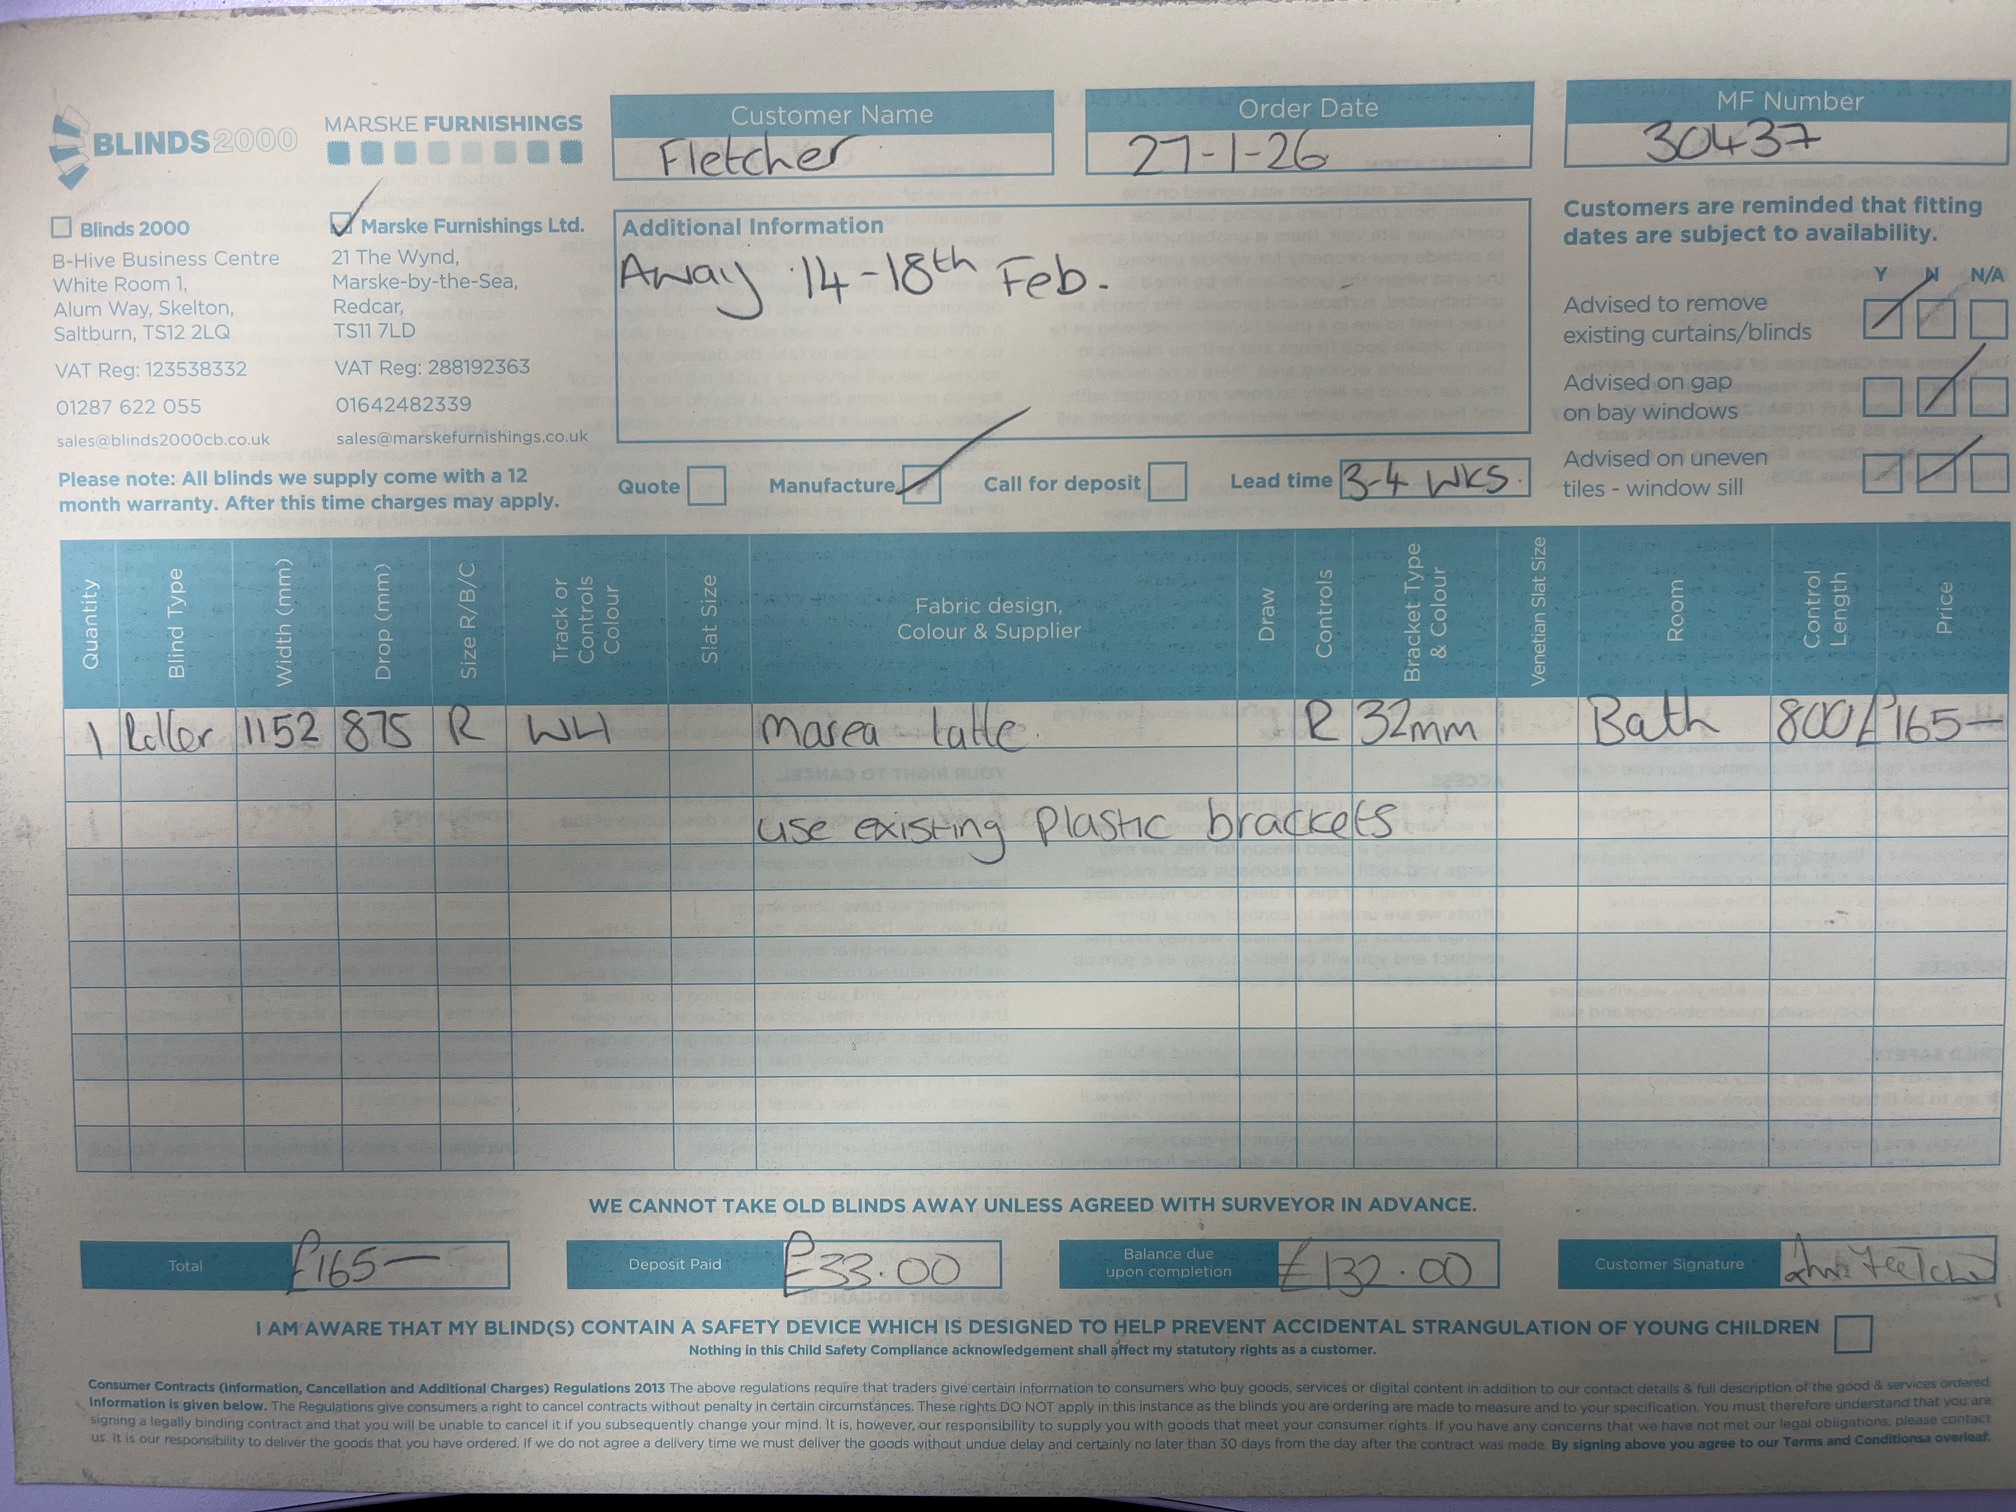 BLINDS2000
MARSKE FURNISHINGS
Customer Name
Fletcher
Order Date
27-1-26
MF Number
30437
Blinds 2000
B-Hive Business Centre
White Room 1,
Alum Way, Skelton,
Saltburn, TS12 2LQ
VAT Reg: 123538332
01287 622 055
sales@blinds2000cb.co.uk
Marske Furnishings Ltd.
21 The Wynd,
Marske-by-the-Sea,
Redcar,
TS11 7LD
VAT Reg: 288192363
01642482339
sales@marskefurnishings.co.uk
Additional Information
Away 14-18th Feb.
Customers are reminded that fitting
dates are subject to availability.
Y N N/A
Advised to remove
existing curtains/blinds
Advised on gap
on bay windows
Advised on uneven
tiles - window sill
Please note: All blinds we supply come with a 12
month warranty. After this time charges may apply.
Quote Manufacture Call for deposit Lead time 3-4 WKS.
Quantity
Blind Type
Width (mm)
Drop (mm)
Size R/B/C
Track or
Controls
Colour
Slat Size
Fabric design,
Colour & Supplier
Draw
Controls
Bracket Type
& Colour
Venetian Slat Size
Room
Control
Length
Price
1 Roller 1152 875 R WH Marea latte R 32mm Bath 800 £165-
use existing plastic brackets
WE CANNOT TAKE OLD BLINDS AWAY UNLESS AGREED WITH SURVEYOR IN ADVANCE.
Total £165-
Deposit Paid £33.00
Balance due
upon completion £132.00
Customer Signature
I AM AWARE THAT MY BLIND(S) CONTAIN A SAFETY DEVICE WHICH IS DESIGNED TO HELP PREVENT ACCIDENTAL STRANGULATION OF YOUNG CHILDREN
Nothing in this Child Safety Compliance acknowledgement shall affect my statutory rights as a customer.
Consumer Contracts (Information, Cancellation and Additional Charges) Regulations 2013 The above regulations require that traders give certain information to consumers who buy goods, services or digital content in addition to our contact details & full description of the good & services ordered.
Information is given below. The Regulations give consumers a right to cancel contracts without penalty in certain circumstances. These rights DO NOT apply in this instance as the blinds you are ordering are made to measure and to your specification. You must therefore understand that you are
signing a legally binding contract and that you will be unable to cancel it if you subsequently change your mind. It is, however, our responsibility to supply you with goods that meet your consumer rights. If you have any concerns that we have not met our legal obligations, please contact
us. It is our responsibility to deliver the goods that you have ordered. If we do not agree a delivery time we must deliver the goods without undue delay and certainly no later than 30 days from the day after the contract was made. By signing above you agree to our Terms and Conditionsa overleaf.